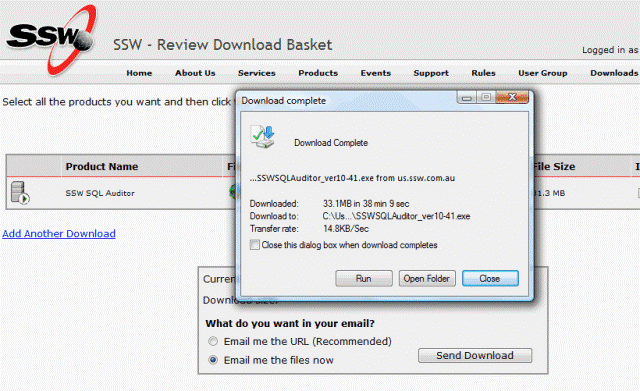 SSW
SSW - Review Download Basket
Logged in as
Home About Us Services Products Events Support Rules User Group Downloads
Select all the products you want and then click
Download complete
Download Complete
...SSWSQLAuditor_ver10-41.exe from us.ssw.com.au
Product Name File Size
SSW SQL Auditor 31.3 MB
Downloaded: 33.1MB in 38 min 9 sec
Download to: C:\Us...\SSWSQLAuditor_ver10-41.exe
Transfer rate: 14.8KB/Sec
Close this dialog box when download completes
Add Another Download
Run Open Folder Close
Download size:
What do you want in your email?
Email me the URL (Recommended)
Email me the files now
Send Download